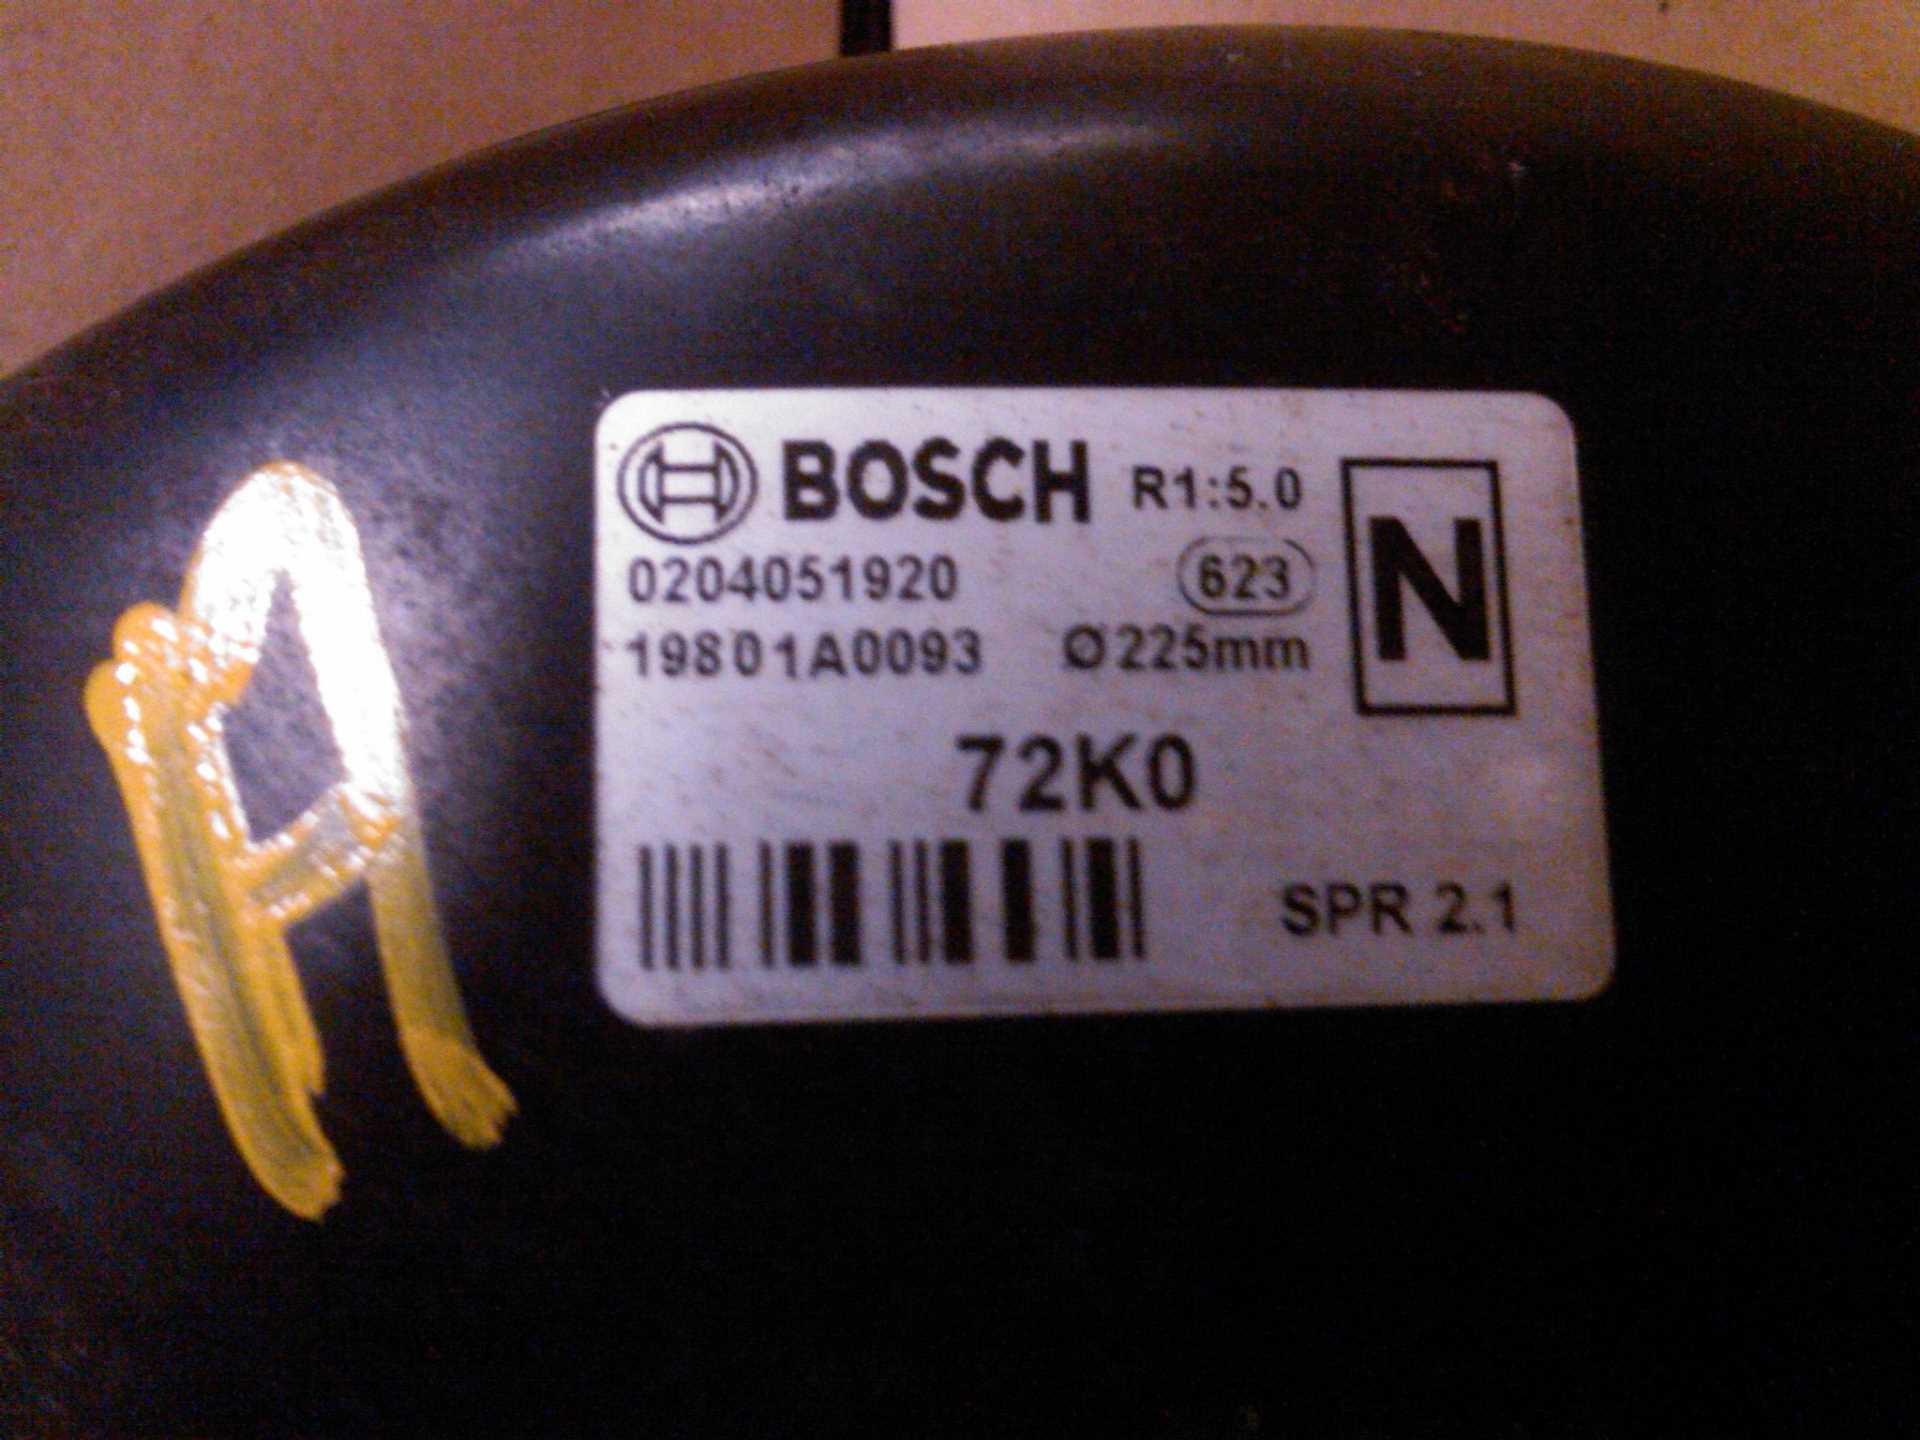 BOSCH R1:5.0
N
0204051920 623
19801A0093 Ø225mm
72K0
SPR 2.1
A